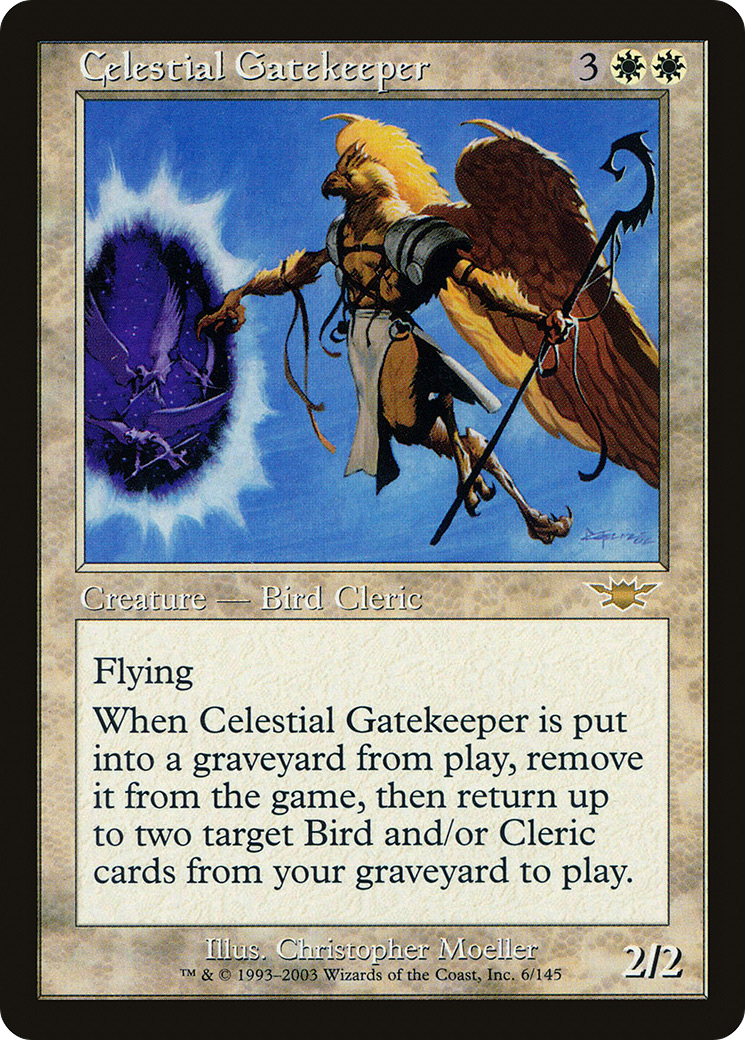 Celestial Gatekeeper 3
Creature — Bird Cleric
Flying
When Celestial Gatekeeper is put
into a graveyard from play, remove
it from the game, then return up
to two target Bird and/or Cleric
cards from your graveyard to play.
Illus. Christopher Moeller
™ & © 1993–2003 Wizards of the Coast, Inc. 6/145
2/2